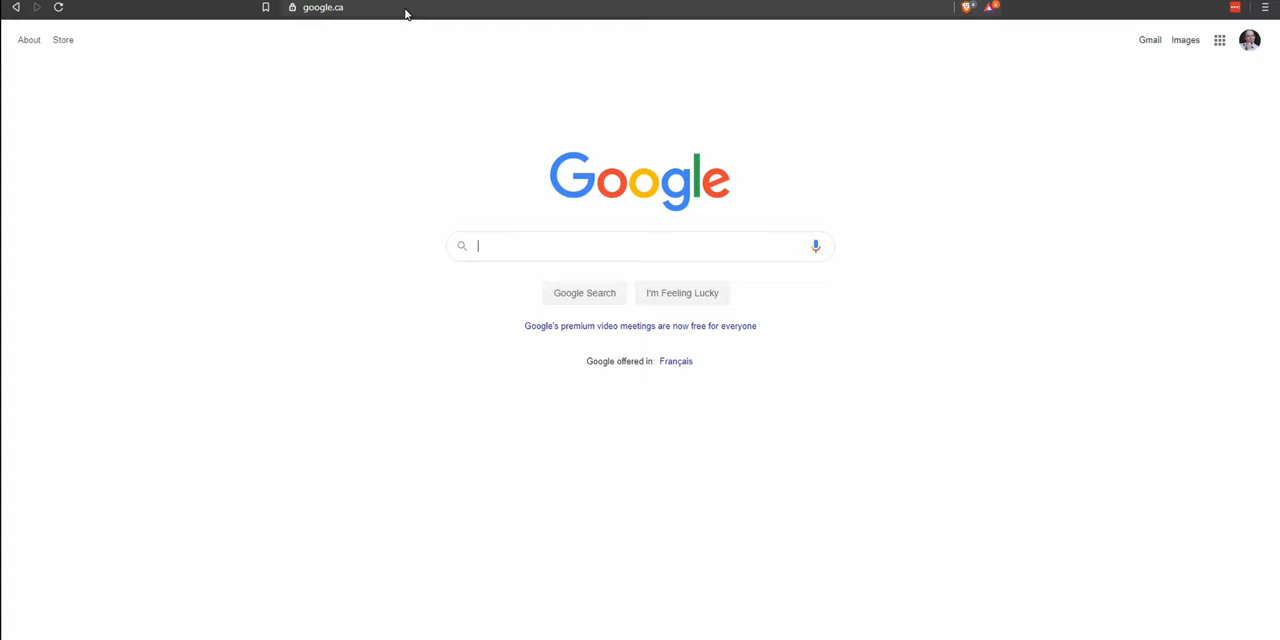 google.ca
About Store Gmail Images
Google
Google Search I'm Feeling Lucky
Google's premium video meetings are now free for everyone
Google offered in: Français